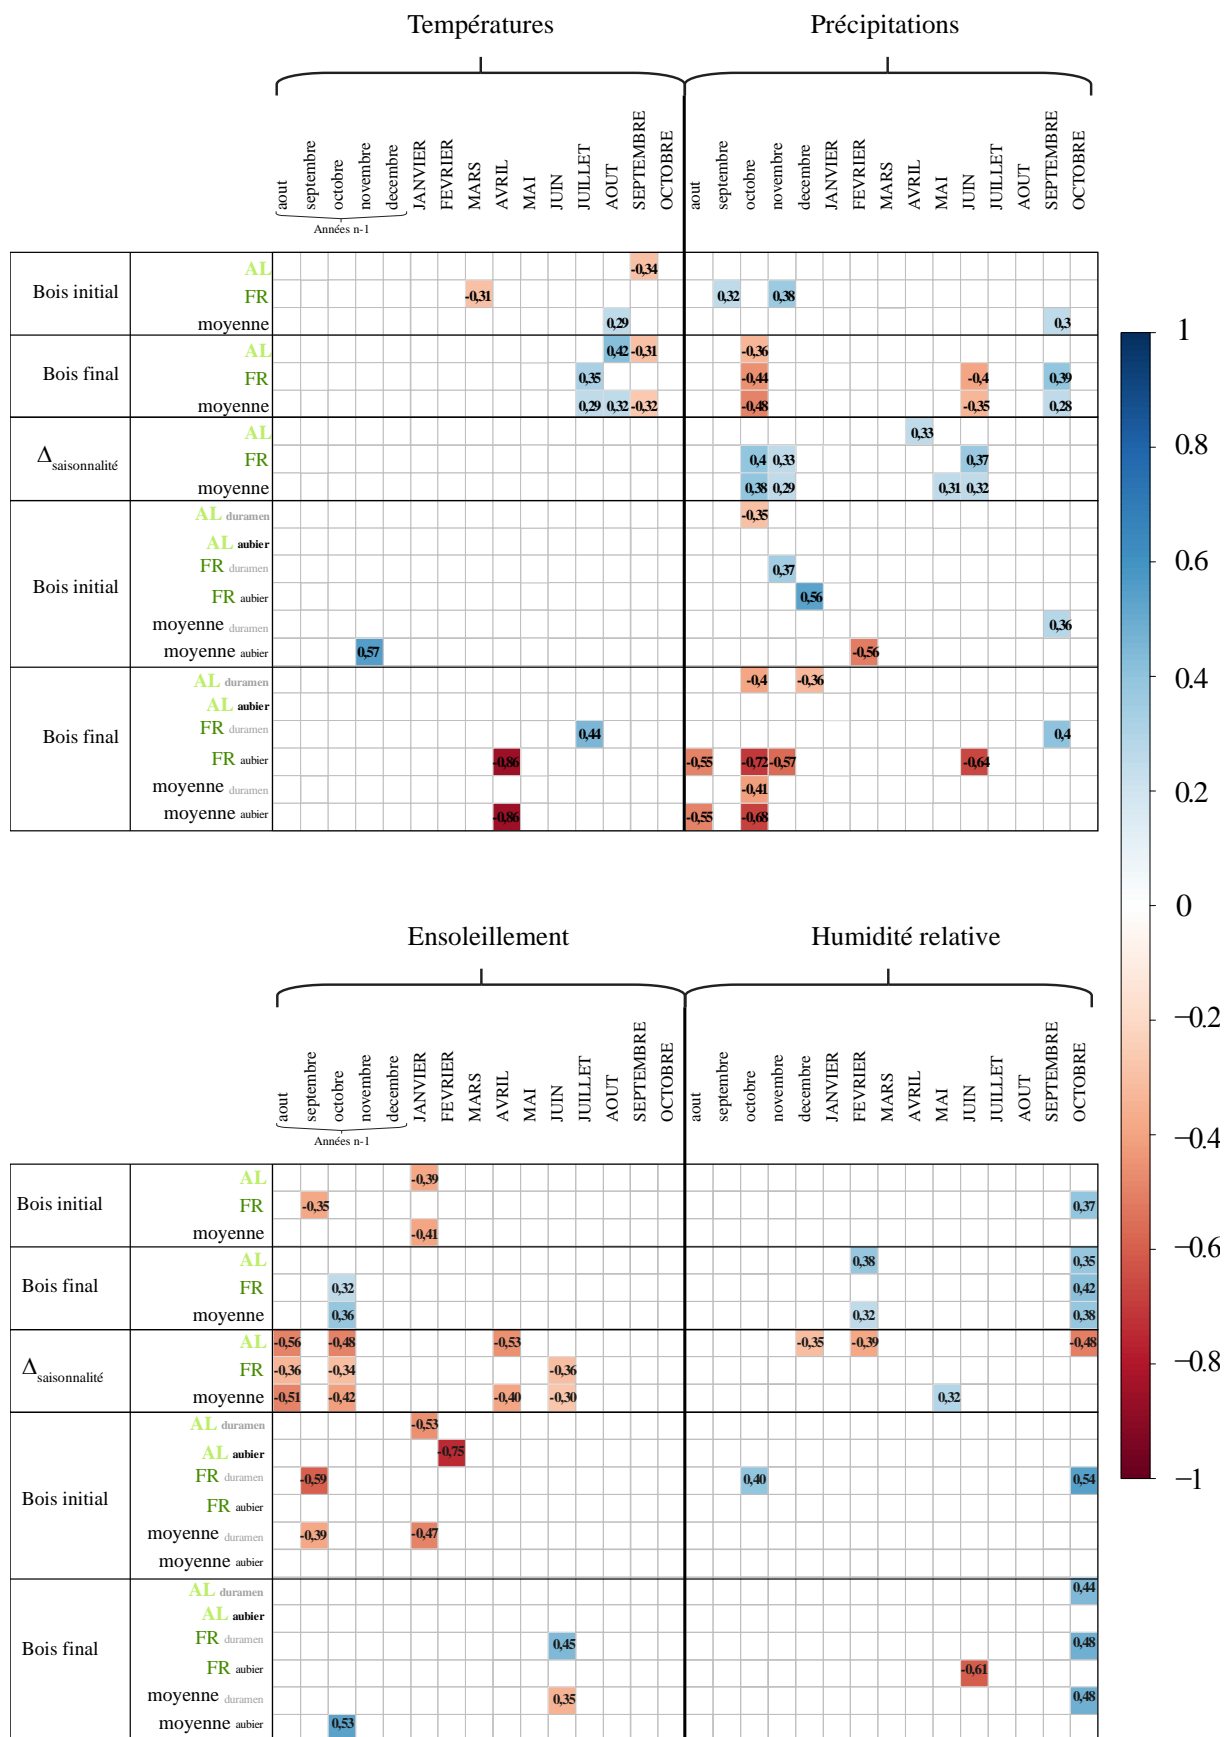 Températures Précipitations
aout septembre octobre novembre decembre JANVIER FEVRIER MARS AVRIL MAI JUIN JUILLET AOUT SEPTEMBRE OCTOBRE aout septembre octobre novembre decembre JANVIER FEVRIER MARS AVRIL MAI JUIN JUILLET AOUT SEPTEMBRE OCTOBRE
Années n-1
Bois initial
AL -0,34
FR -0,31 0,32 0,38
moyenne 0,29 0,3
Bois final
AL 0,42 -0,31 -0,36
FR 0,35 -0,44 -0,4 0,39
moyenne 0,29 0,32 -0,32 -0,48 -0,35 0,28
Δsaisonnalité
AL 0,33
FR 0,4 0,33 0,37
moyenne 0,38 0,29 0,31 0,32
Bois initial
AL duramen -0,35
AL aubier
FR duramen 0,37
FR aubier 0,56
moyenne duramen 0,36
moyenne aubier 0,57 -0,56
Bois final
AL duramen -0,4 -0,36
AL aubier
FR duramen 0,44 0,4
FR aubier -0,86 -0,55 -0,72 -0,57 -0,64
moyenne duramen -0,41
moyenne aubier -0,86 -0,55 -0,68
Ensoleillement Humidité relative
aout septembre octobre novembre decembre JANVIER FEVRIER MARS AVRIL MAI JUIN JUILLET AOUT SEPTEMBRE OCTOBRE aout septembre octobre novembre decembre JANVIER FEVRIER MARS AVRIL MAI JUIN JUILLET AOUT SEPTEMBRE OCTOBRE
Années n-1
Bois initial
AL -0,39
FR -0,35 0,37
moyenne -0,41
Bois final
AL 0,38 0,35
FR 0,32 0,42
moyenne 0,36 0,32 0,38
Δsaisonnalité
AL -0,56 -0,48 -0,53 -0,35 -0,39 -0,48
FR -0,36 -0,34 -0,36
moyenne -0,51 -0,42 -0,40 -0,30 0,32
Bois initial
AL duramen -0,53
AL aubier -0,75
FR duramen -0,59 0,40 0,54
FR aubier
moyenne duramen -0,39 -0,47
moyenne aubier
Bois final
AL duramen 0,44
AL aubier
FR duramen 0,45 0,48
FR aubier -0,61
moyenne duramen 0,35 0,48
moyenne aubier 0,53
1
0.8
0.6
0.4
0.2
0
−0.2
−0.4
−0.6
−0.8
−1